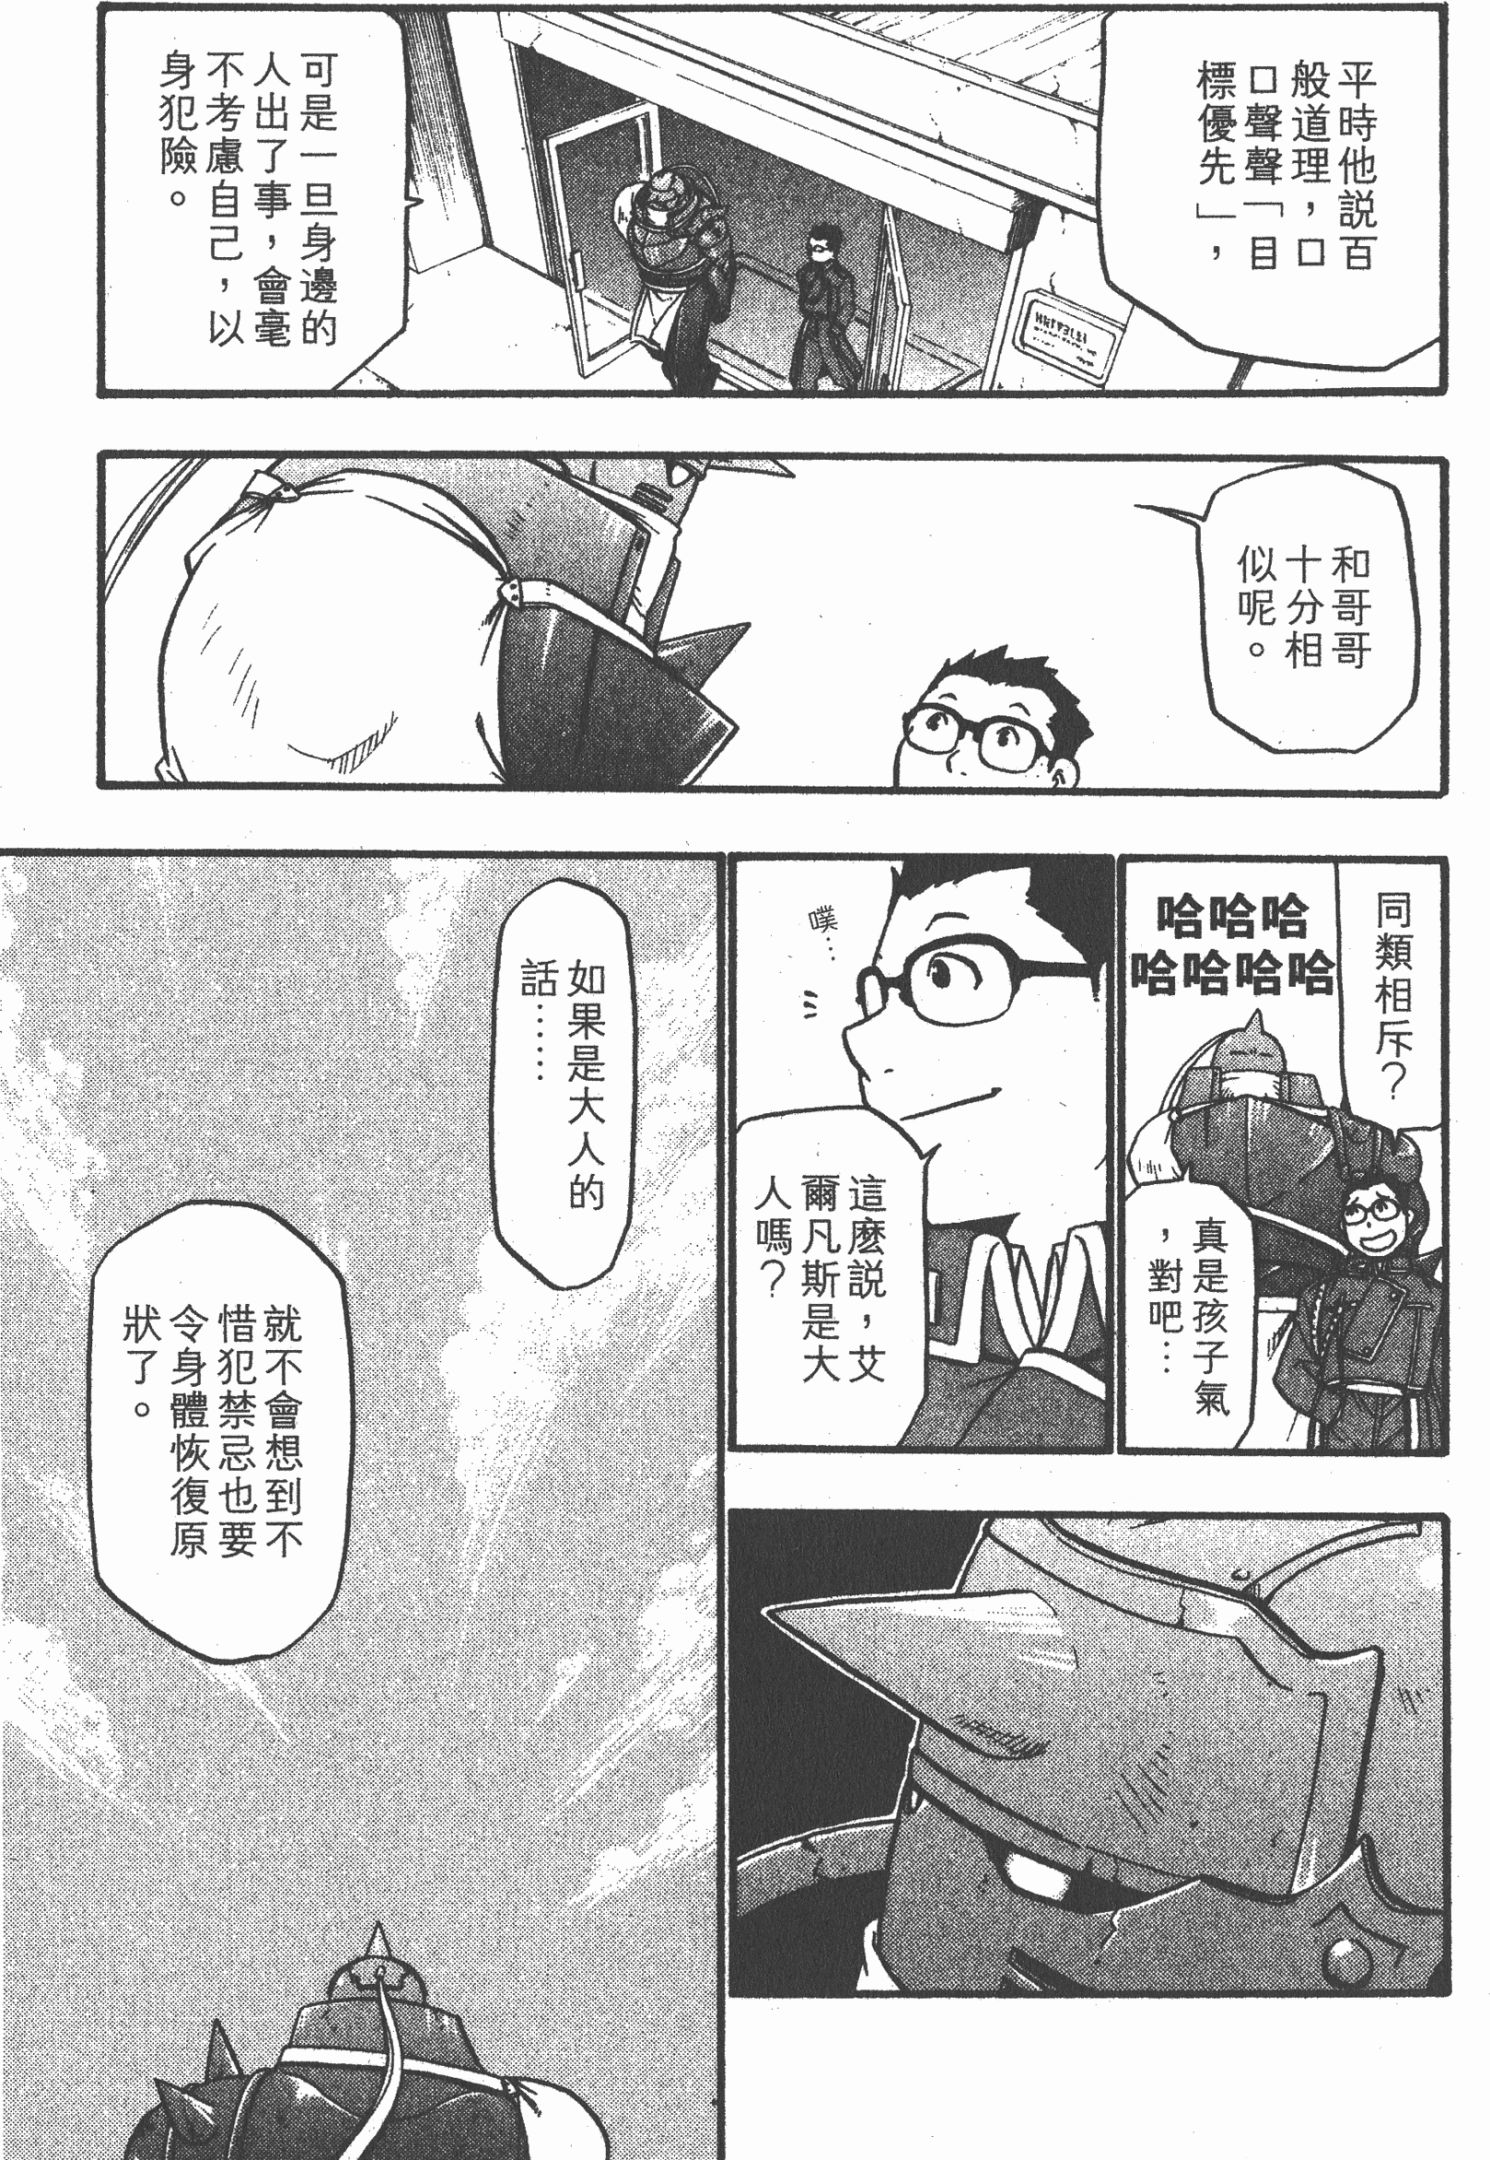 平時他説百
般道理，口
口聲聲「目
標優先」，
可是一旦身邊的
人出了事，會毫
不考慮自己，以
身犯險。
和哥哥
十分相
似呢。
同類相斥？
哈哈哈
哈哈哈哈
真是孩子氣
，對吧…
噗…
這麼説，艾
爾凡斯是大
人嗎？
如果是大人的
話……
就不會想到不
惜犯禁忌也要
令身體恢復原
狀了。